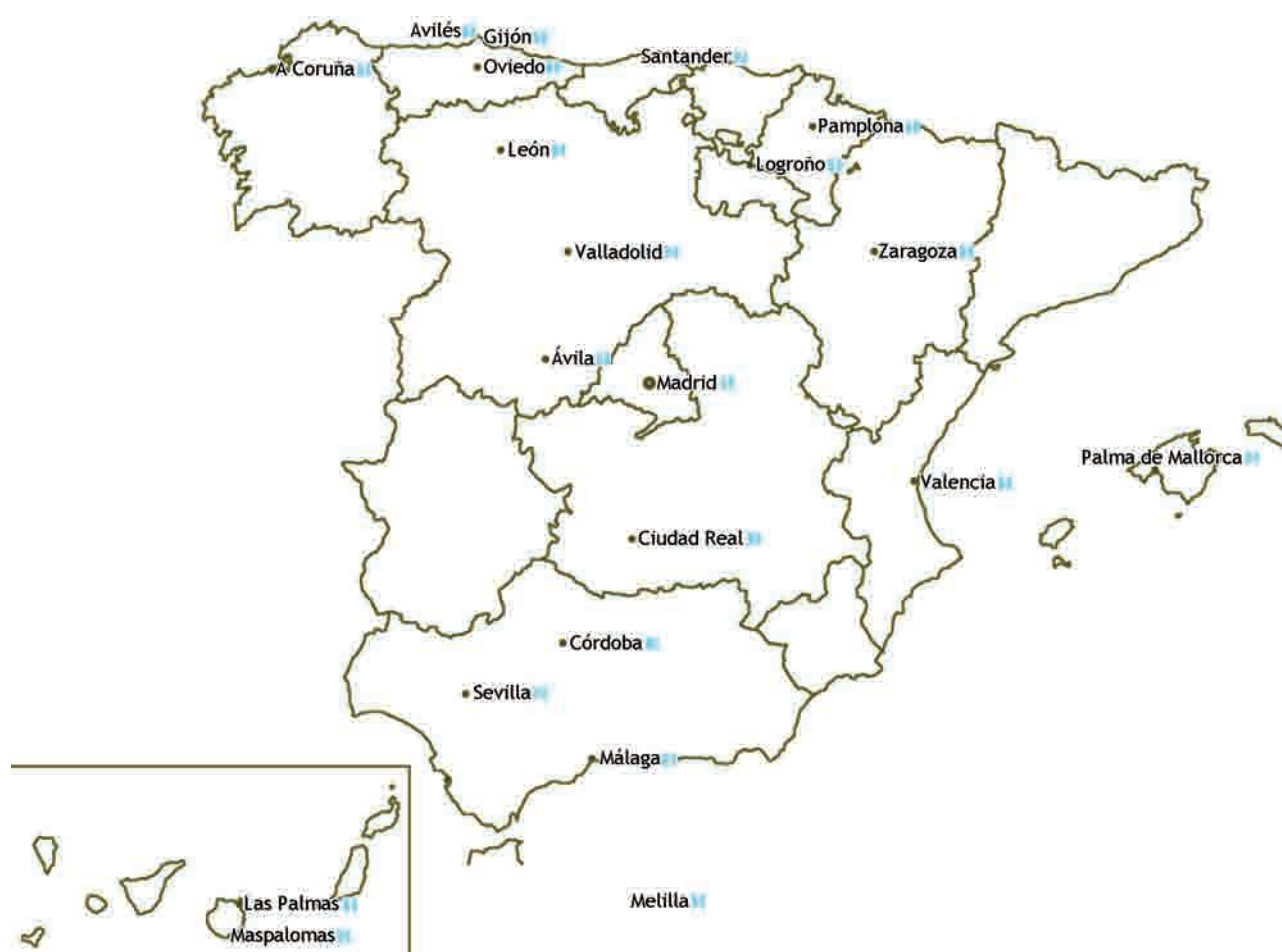 Avilés
Gijón
Santander
A Coruña
Oviedo
Pamplona
León
Logroño
Valladolid
Zaragoza
Ávila
Madrid
Palma de Mallorca
Valencia
Ciudad Real
Córdoba
Sevilla
Málaga
Las Palmas
Melilla
Maspalomas